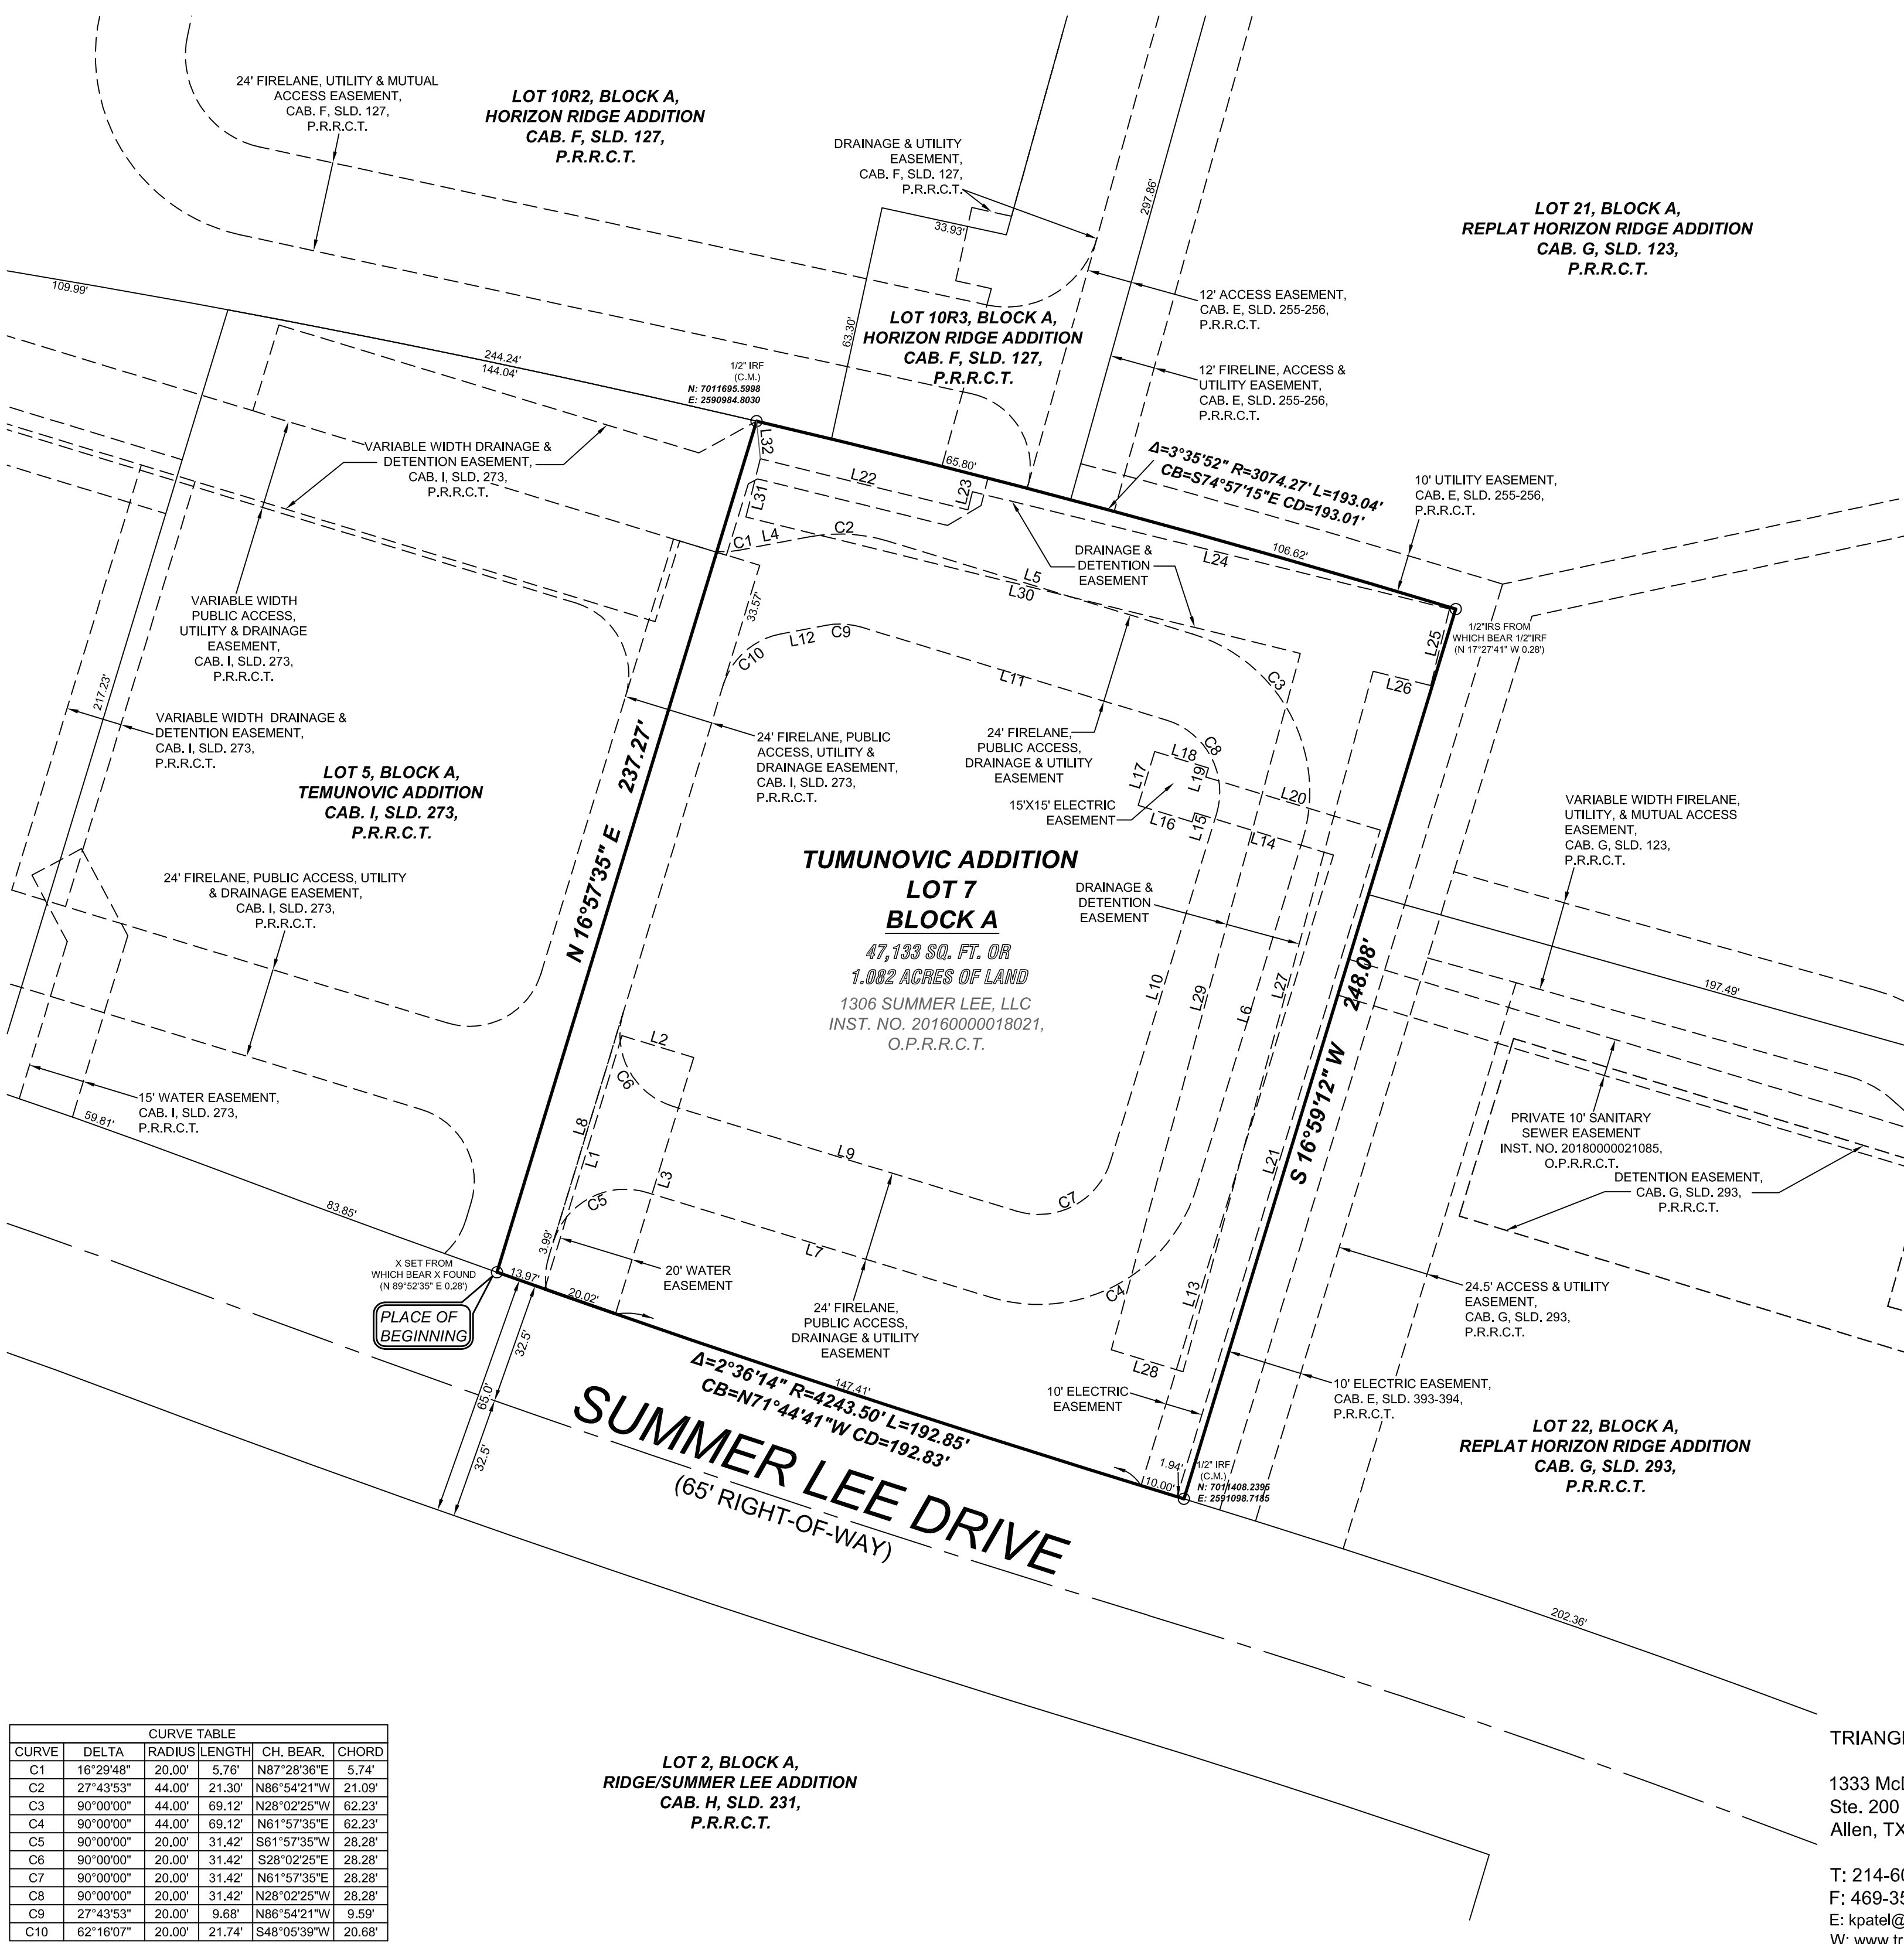 24' FIRELANE, UTILITY & MUTUAL
ACCESS EASEMENT,
CAB. F, SLD. 127,
P.R.R.C.T.
LOT 10R2, BLOCK A,
HORIZON RIDGE ADDITION
CAB. F, SLD. 127,
P.R.R.C.T.
DRAINAGE & UTILITY
EASEMENT,
CAB. F, SLD. 127,
P.R.R.C.T.
33.93'
297.86'
LOT 21, BLOCK A,
REPLAT HORIZON RIDGE ADDITION
CAB. G, SLD. 123,
P.R.R.C.T.
109.99'
244.24'
144.04'
63.30'
1/2" IRF
(C.M.)
N: 7011695.5998
E: 2590984.8030
LOT 10R3, BLOCK A,
HORIZON RIDGE ADDITION
CAB. F, SLD. 127,
P.R.R.C.T.
12' ACCESS EASEMENT,
CAB. E, SLD. 255-256,
P.R.R.C.T.
12' FIRELINE, ACCESS &
UTILITY EASEMENT,
CAB. E, SLD. 255-256,
P.R.R.C.T.
VARIABLE WIDTH DRAINAGE &
DETENTION EASEMENT,
CAB. I, SLD. 273,
P.R.R.C.T.
L32
L22
65.80'
L23
L31
Δ=3°35'52" R=3074.27' L=193.04'
CB=S74°57'15"E CD=193.01'
10' UTILITY EASEMENT,
CAB. E, SLD. 255-256,
P.R.R.C.T.
C1
L4
C2
106.62'
L24
DRAINAGE &
DETENTION
EASEMENT
L5
L30
33.57'
VARIABLE WIDTH
PUBLIC ACCESS,
UTILITY & DRAINAGE
EASEMENT,
CAB. I, SLD. 273,
P.R.R.C.T.
1/2"IRS FROM
WHICH BEAR 1/2"IRF
(N 17°27'41" W 0.28')
L25
L26
C10
L12
C9
L11
C3
217.23'
VARIABLE WIDTH DRAINAGE &
DETENTION EASEMENT,
CAB. I, SLD. 273,
P.R.R.C.T.
LOT 5, BLOCK A,
TEMUNOVIC ADDITION
CAB. I, SLD. 273,
P.R.R.C.T.
N 16°57'35" E 237.27'
24' FIRELANE, PUBLIC
ACCESS, UTILITY &
DRAINAGE EASEMENT,
CAB. I, SLD. 273,
P.R.R.C.T.
24' FIRELANE,
PUBLIC ACCESS,
DRAINAGE & UTILITY
EASEMENT
C8
L18
L17
L19
L20
15'X15' ELECTRIC
EASEMENT
L16
L15
L14
VARIABLE WIDTH FIRELANE,
UTILITY, & MUTUAL ACCESS
EASEMENT,
CAB. G, SLD. 123,
P.R.R.C.T.
TUMUNOVIC ADDITION
LOT 7
BLOCK A
47,133 SQ. FT. OR
1.082 ACRES OF LAND
1306 SUMMER LEE, LLC
INST. NO. 20160000018021,
O.P.R.R.C.T.
24' FIRELANE, PUBLIC ACCESS, UTILITY
& DRAINAGE EASEMENT,
CAB. I, SLD. 273,
P.R.R.C.T.
DRAINAGE &
DETENTION
EASEMENT
L10
L29
L6
L27
S 16°59'12" W 248.08'
197.49'
L2
C6
15' WATER EASEMENT,
CAB. I, SLD. 273,
P.R.R.C.T.
59.81'
L8
L1
L9
L3
C7
L21
PRIVATE 10' SANITARY
SEWER EASEMENT
INST. NO. 20180000021085,
O.P.R.R.C.T.
DETENTION EASEMENT,
CAB. G, SLD. 293,
P.R.R.C.T.
83.85'
C5
3.99'
L7
C4
L13
X SET FROM
WHICH BEAR X FOUND
(N 89°52'35" E 0.28')
13.97'
20.02'
20' WATER
EASEMENT
24.5' ACCESS & UTILITY
EASEMENT,
CAB. G, SLD. 293,
P.R.R.C.T.
PLACE OF
BEGINNING
24' FIRELANE,
PUBLIC ACCESS,
DRAINAGE & UTILITY
EASEMENT
32.5'
65.0'
32.5'
L28
10' ELECTRIC
EASEMENT
10' ELECTRIC EASEMENT,
CAB. E, SLD. 393-394,
P.R.R.C.T.
147.41'
Δ=2°36'14" R=4243.50' L=192.85'
CB=N71°44'41"W CD=192.83'
1.94'
10.00'
1/2" IRF
(C.M.)
N: 7011408.2395
E: 2591098.7185
LOT 22, BLOCK A,
REPLAT HORIZON RIDGE ADDITION
CAB. G, SLD. 293,
P.R.R.C.T.
SUMMER LEE DRIVE
(65' RIGHT-OF-WAY)
202.36'
LOT 2, BLOCK A,
RIDGE/SUMMER LEE ADDITION
CAB. H, SLD. 231,
P.R.R.C.T.
CURVE TABLE
CURVE DELTA RADIUS LENGTH CH. BEAR. CHORD
C1 16°29'48" 20.00' 5.76' N87°28'36"E 5.74'
C2 27°43'53" 44.00' 21.30' N86°54'21"W 21.09'
C3 90°00'00" 44.00' 69.12' N28°02'25"W 62.23'
C4 90°00'00" 44.00' 69.12' N61°57'35"E 62.23'
C5 90°00'00" 20.00' 31.42' S61°57'35"W 28.28'
C6 90°00'00" 20.00' 31.42' S28°02'25"E 28.28'
C7 90°00'00" 20.00' 31.42' N61°57'35"E 28.28'
C8 90°00'00" 20.00' 31.42' N28°02'25"W 28.28'
C9 27°43'53" 20.00' 9.68' N86°54'21"W 9.59'
C10 62°16'07" 20.00' 21.74' S48°05'39"W 20.68'
TRIANGL
1333 McD
Ste. 200
Allen, TX
T: 214-60
F: 469-35
E: kpatel@
W: www.tr